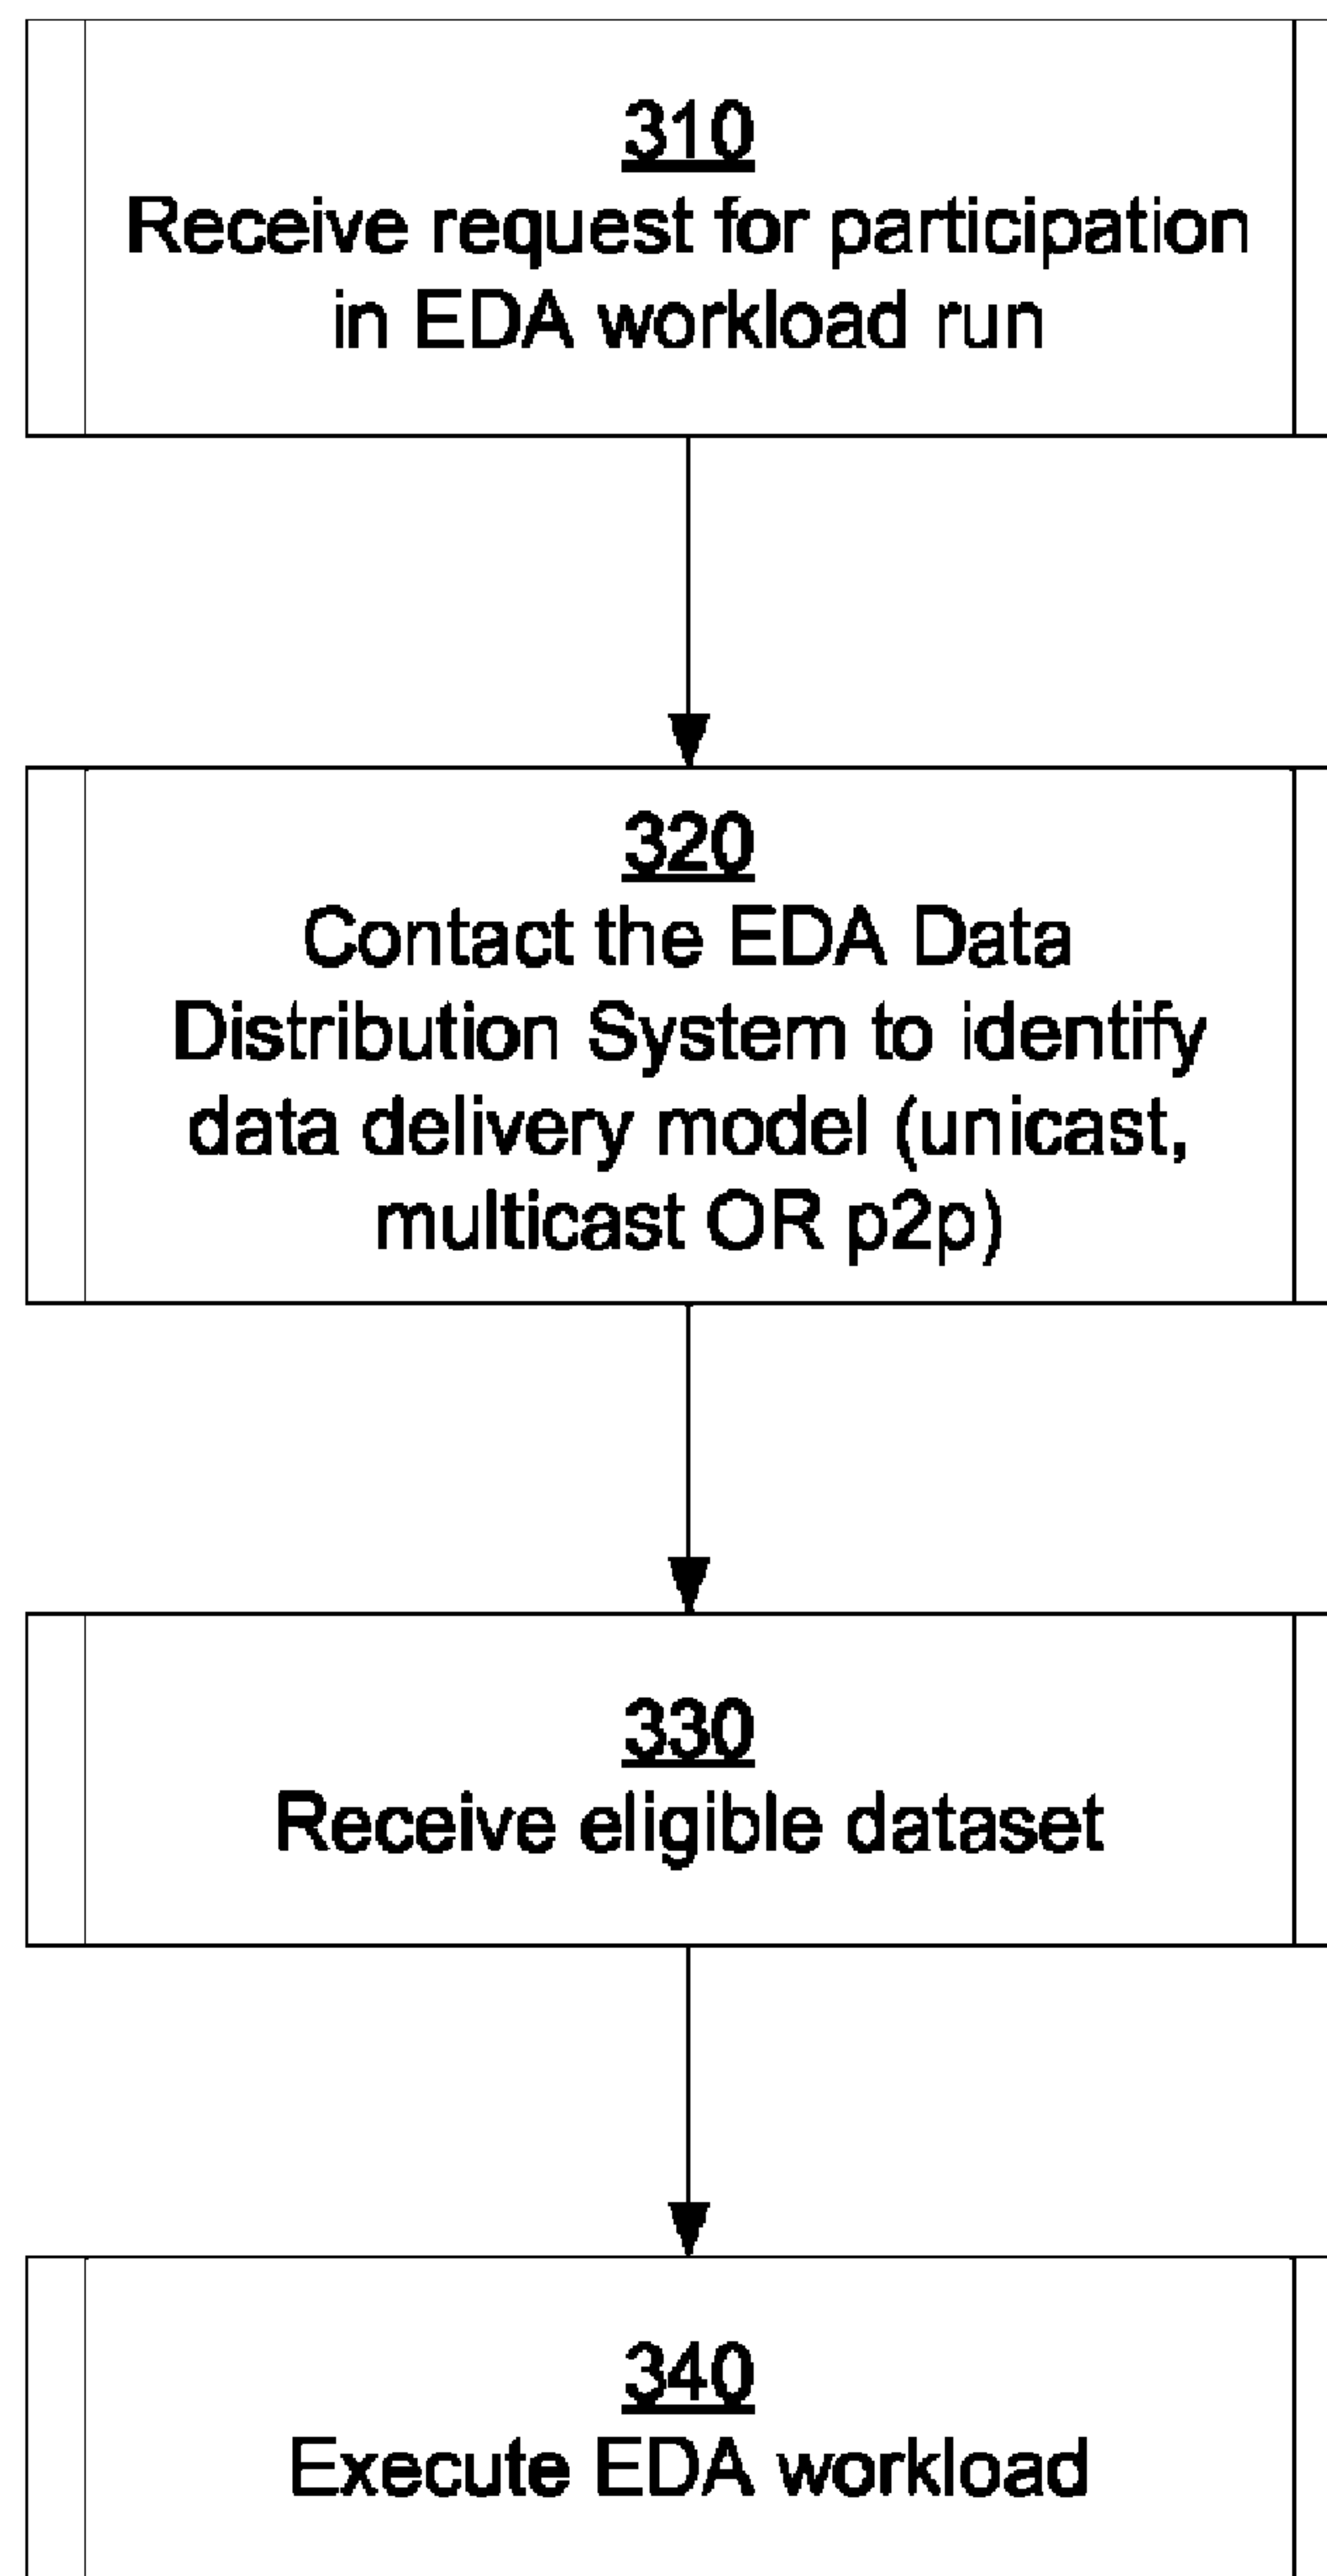 310
Receive request for participation
in EDA workload run
320
Contact the EDA Data
Distribution System to identify
data delivery model (unicast,
multicast OR p2p)
330
Receive eligible dataset
340
Execute EDA workload